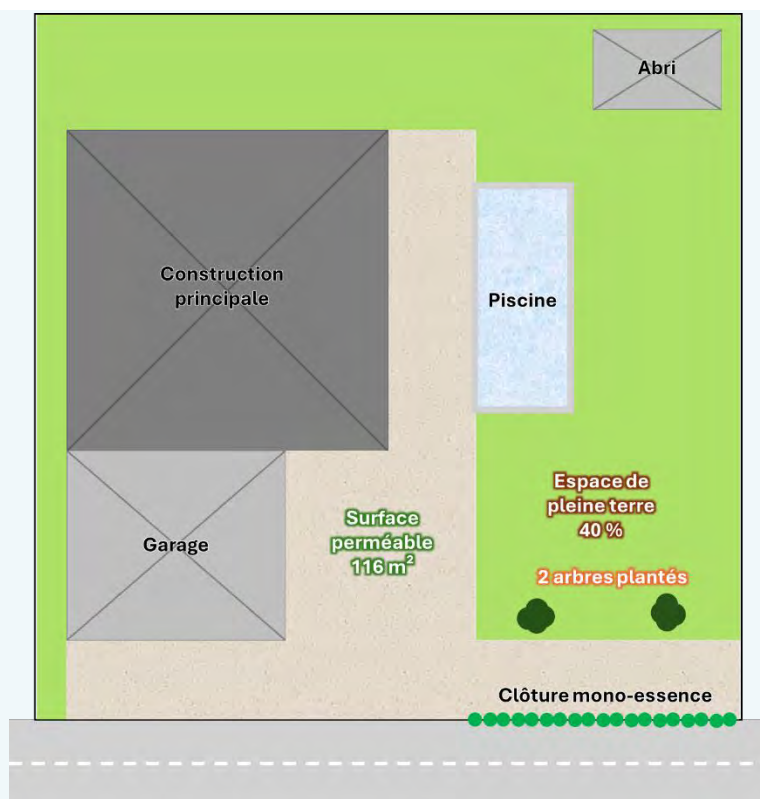 Abri
Construction
principale
Piscine
Espace de
pleine terre
40 %
Surface
perméable
116 m²
Garage
2 arbres plantés
Clôture mono-essence